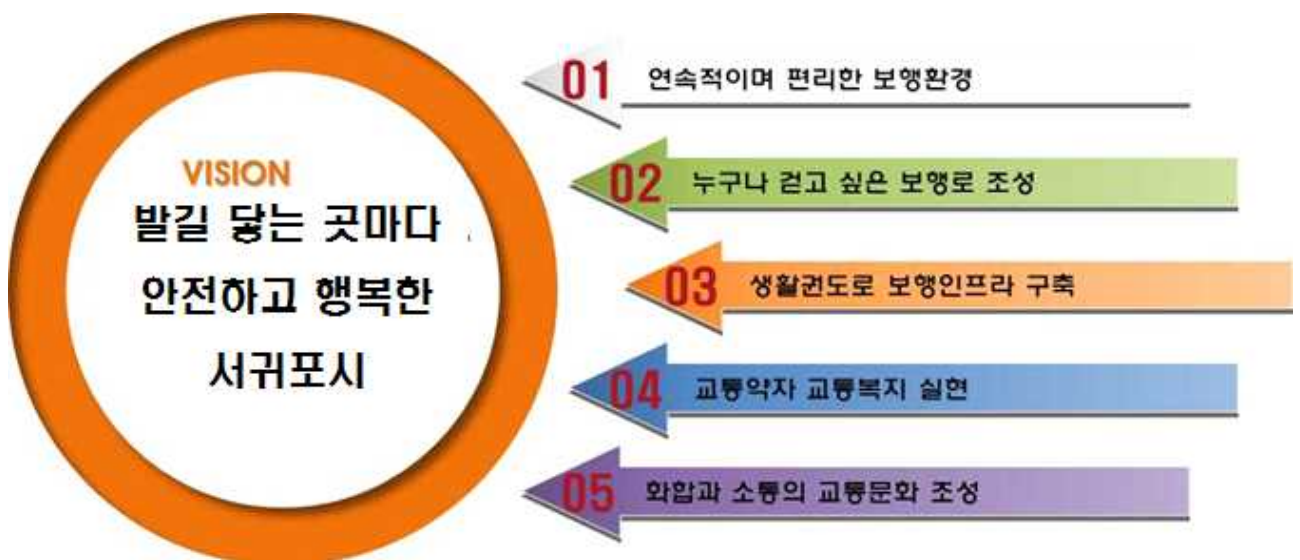 VISION
발길 닿는 곳마다
안전하고 행복한
서귀포시
01 연속적이며 편리한 보행환경
02 누구나 걷고 싶은 보행로 조성
03 생활권도로 보행인프라 구축
04 교통약자 교통복지 실현
05 화합과 소통의 교통문화 조성